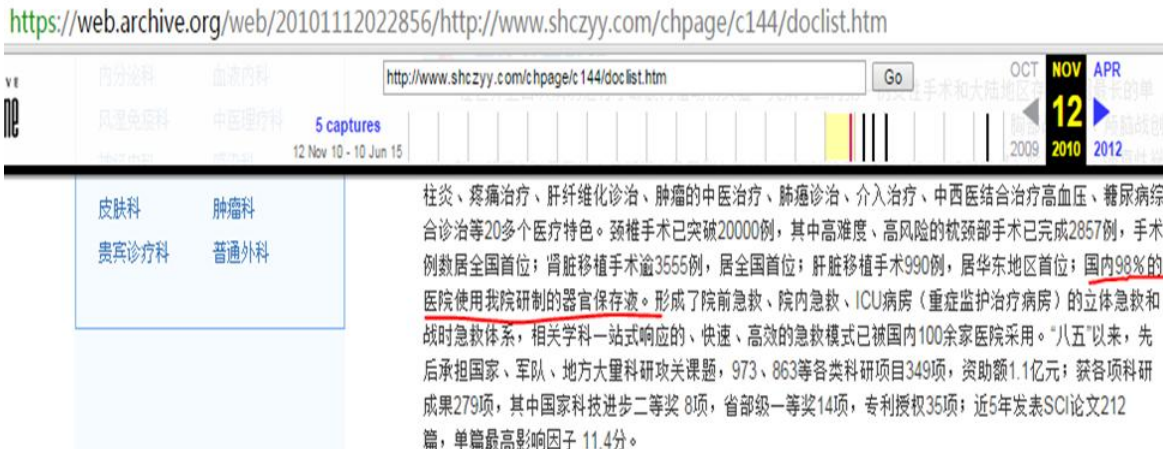 https://web.archive.org/web/20101112022856/http://www.shczyy.com/chpage/c144/doclist.htm
内分泌科 血液内科
http://www.shczyy.com/chpage/c144/doclist.htm Go OCT NOV APR
风湿免疫科 中医理疗科
5 captures 12
12 Nov 10 - 10 Jun 15 2009 2010 2012
皮肤科 肿瘤科
贵宾诊疗科 普通外科
柱炎、疼痛治疗、肝纤维化诊治、肿瘤的中医治疗、肺癌诊治、介入治疗、中西医结合治疗高血压、糖尿病综
合诊治等20多个医疗特色。颈椎手术已突破20000例，其中高难度、高风险的枕颈部手术已完成2857例，手术
例数居全国首位；肾脏移植手术逾3555例，居全国首位；肝脏移植手术990例，居华东地区首位；国内98%的
医院使用我院研制的器官保存液。形成了院前急救、院内急救、ICU病房（重症监护治疗病房）的立体急救和
战时急救体系，相关学科一站式响应的、快速、高效的急救模式已被国内100余家医院采用。“八五”以来，先
后承担国家、军队、地方大量科研攻关课题，973、863等各类科研项目349项，资助额1.1亿元；获各项科研
成果279项，其中国家科技进步二等奖 8项，省部级一等奖14项，专利授权35项；近5年发表SCI论文212
篇，单篇最高影响因子 11.4分。